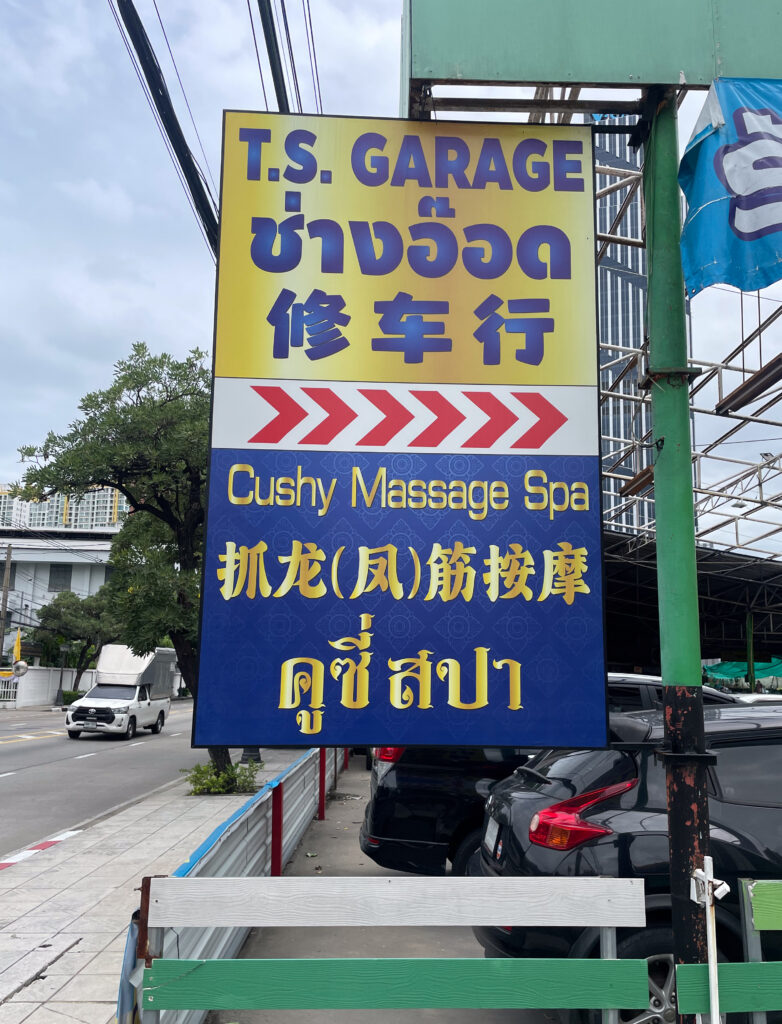 T.S. GARAGE
ช่างอ๊อด
修车行
Cushy Massage Spa
抓龙(凤)筋按摩
คูซี่ สปา